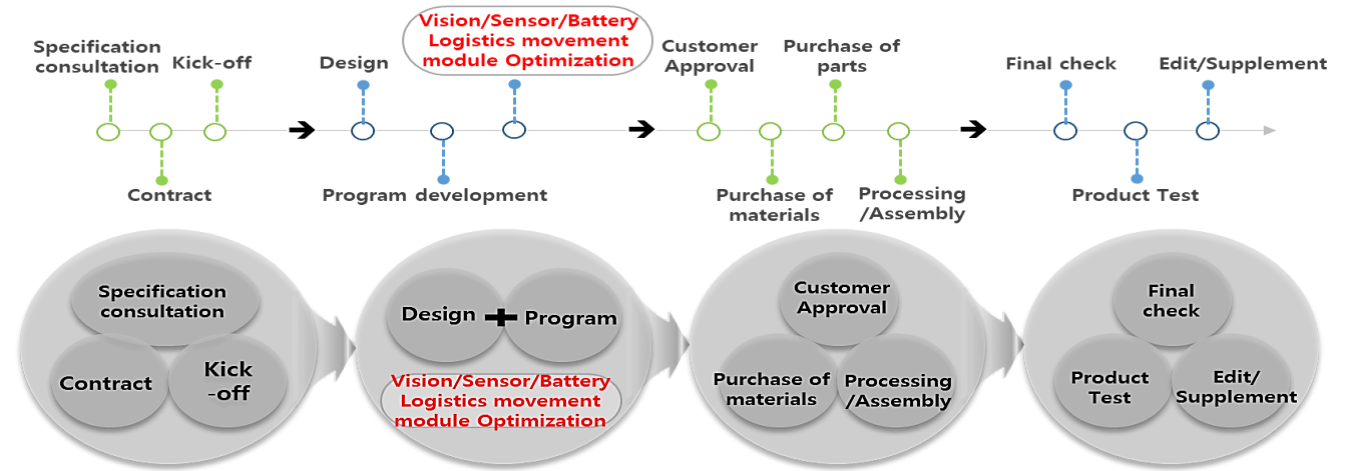 Specification
consultation
Kick-off
Contract
Design
Vision/Sensor/Battery
Logistics movement
module Optimization
Program development
Customer
Approval
Purchase of
parts
Purchase of
materials
Processing
/Assembly
Final check
Edit/Supplement
Product Test
Specification
consultation
Contract
Kick
-off
Design + Program
Vision/Sensor/Battery
Logistics movement
module Optimization
Customer
Approval
Purchase of
materials
Processing
/Assembly
Final
check
Product
Test
Edit/
Supplement